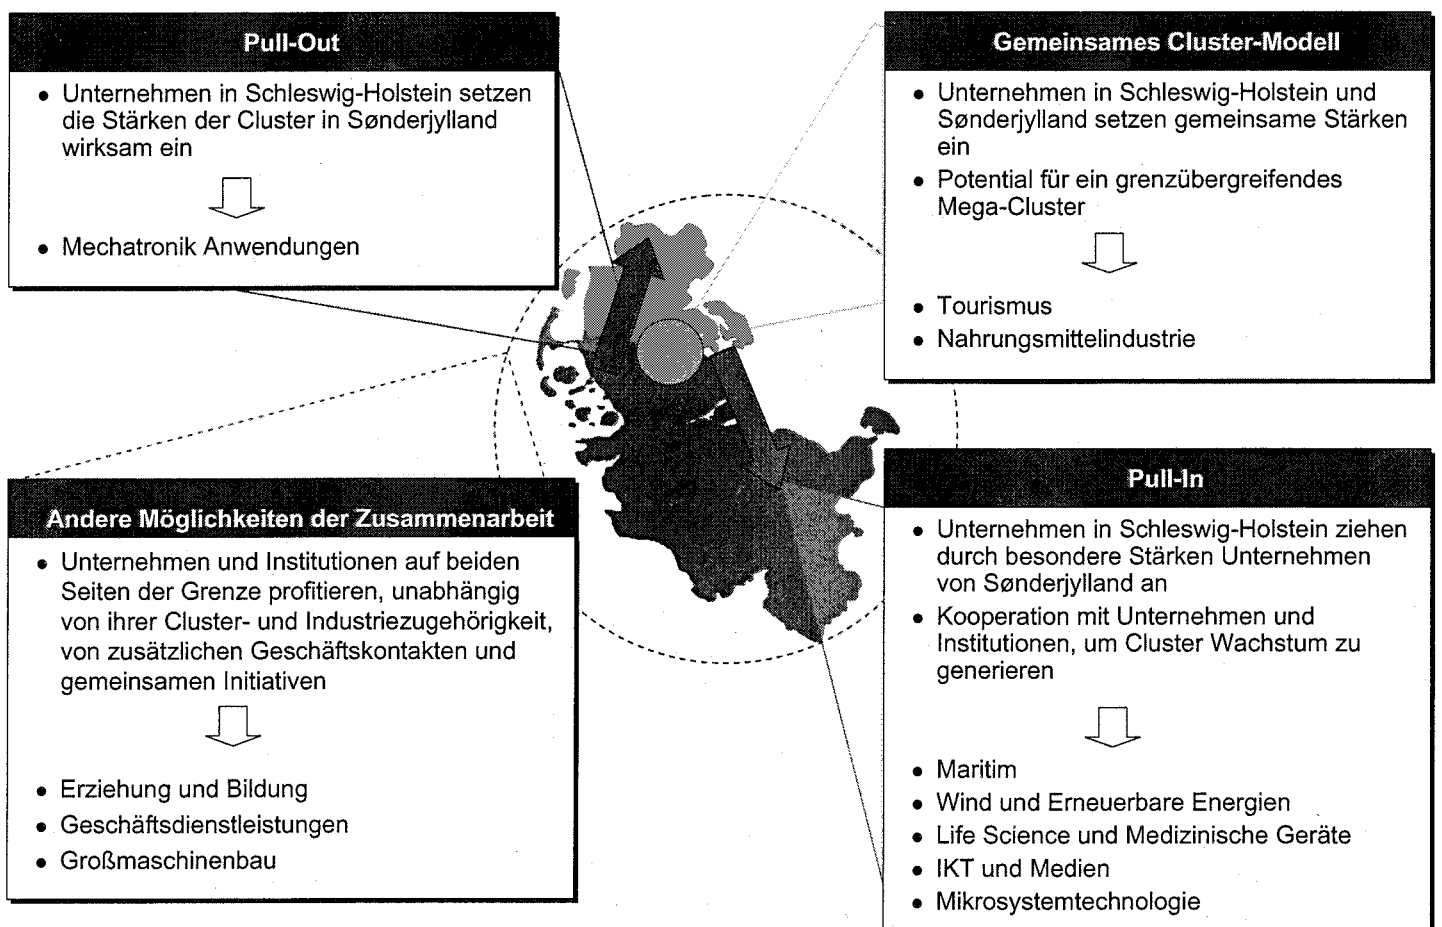 Pull-Out
• Unternehmen in Schleswig-Holstein setzen
die Stärken der Cluster in Sønderjylland
wirksam ein
• Mechatronik Anwendungen
Gemeinsames Cluster-Modell
• Unternehmen in Schleswig-Holstein und
Sønderjylland setzen gemeinsame Stärken
ein
• Potential für ein grenzübergreifendes
Mega-Cluster
• Tourismus
• Nahrungsmittelindustrie
Andere Möglichkeiten der Zusammenarbeit
• Unternehmen und Institutionen auf beiden
Seiten der Grenze profitieren, unabhängig
von ihrer Cluster- und Industriezugehörigkeit,
von zusätzlichen Geschäftskontakten und
gemeinsamen Initiativen
• Erziehung und Bildung
• Geschäftsdienstleistungen
• Großmaschinenbau
Pull-In
• Unternehmen in Schleswig-Holstein ziehen
durch besondere Stärken Unternehmen
von Sønderjylland an
• Kooperation mit Unternehmen und
Institutionen, um Cluster Wachstum zu
generieren
• Maritim
• Wind und Erneuerbare Energien
• Life Science und Medizinische Geräte
• IKT und Medien
• Mikrosystemtechnologie